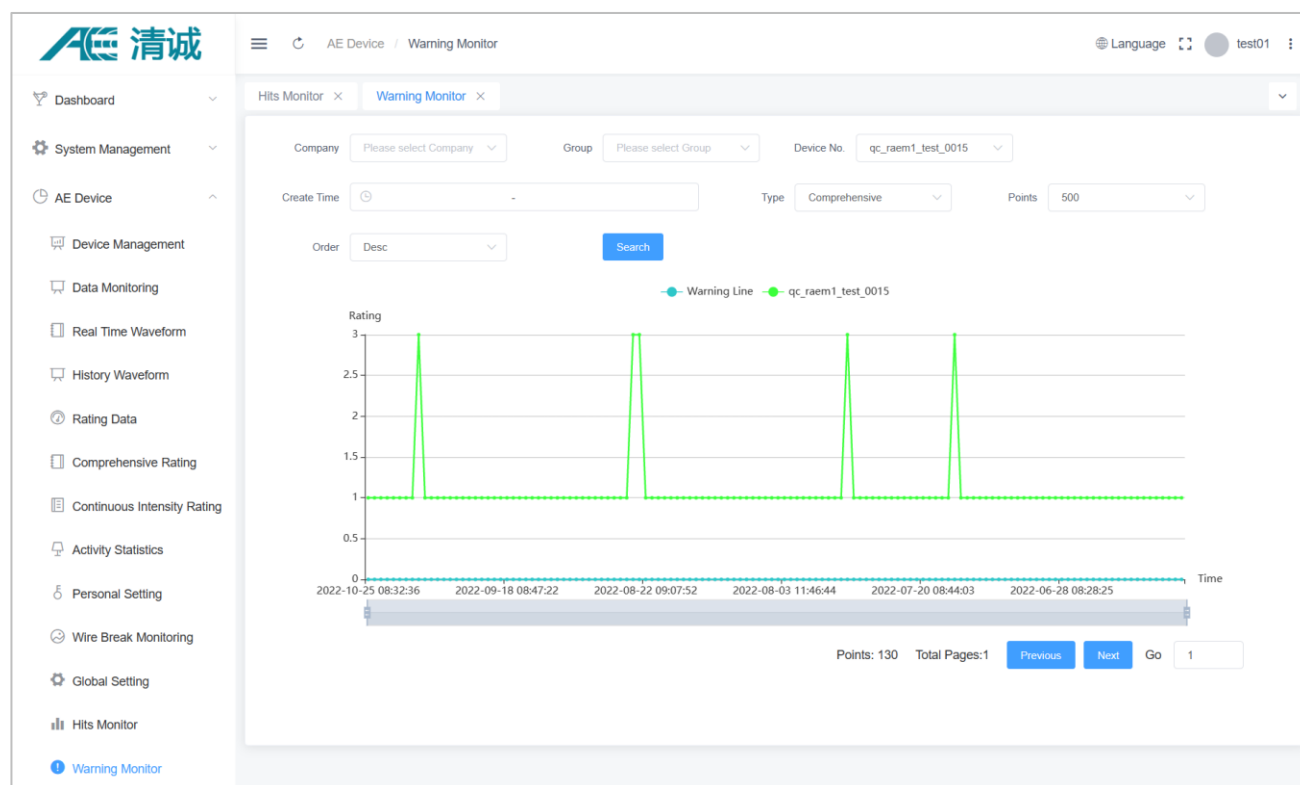 AE 清诚
AE Device / Warning Monitor
Language
test01
Dashboard
System Management
AE Device
Device Management
Data Monitoring
Real Time Waveform
History Waveform
Rating Data
Comprehensive Rating
Continuous Intensity Rating
Activity Statistics
Personal Setting
Wire Break Monitoring
Global Setting
Hits Monitor
Warning Monitor
Hits Monitor ×
Warning Monitor ×
Company Please select Company Group Please select Group Device No. qc_raem1_test_0015
Create Time - Type Comprehensive Points 500
Order Desc Search
Warning Line qc_raem1_test_0015
Rating
3
2.5
2
1.5
1
0.5
0
Time
2022-10-25 08:32:36 2022-09-18 08:47:22 2022-08-22 09:07:52 2022-08-03 11:46:44 2022-07-20 08:44:03 2022-06-28 08:28:25
Points: 130 Total Pages:1 Previous Next Go 1